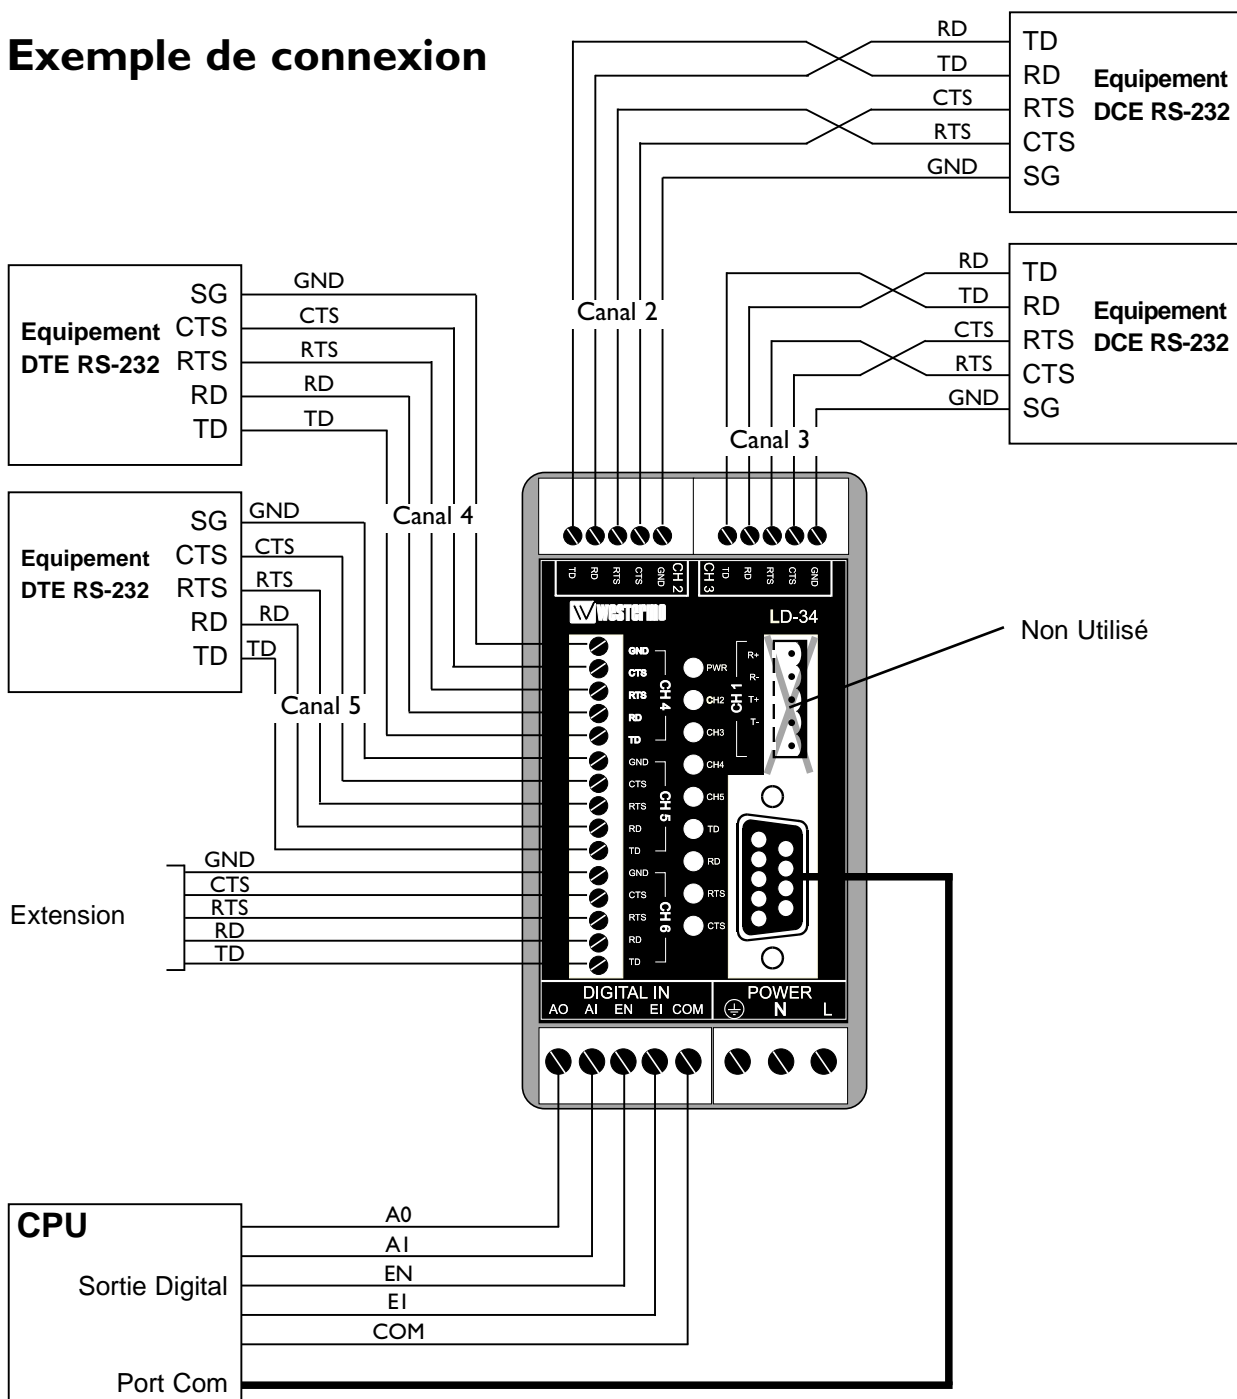 Exemple de connexion
RD
TD
CTS
RTS
GND
TD
RD
RTS
CTS
SG
Equipement
DCE RS-232
Canal 2
RD
TD
CTS
RTS
GND
TD
RD
RTS
CTS
SG
Equipement
DCE RS-232
Canal 3
Equipement
DTE RS-232
SG
CTS
RTS
RD
TD
GND
CTS
RTS
RD
TD
Canal 4
Equipement
DTE RS-232
SG
CTS
RTS
RD
TD
GND
CTS
RTS
RD
TD
Canal 5
Extension
GND
CTS
RTS
RD
TD
TD
RD
RTS
CTS
GND
CH 2
CH 3
TD
RD
RTS
CTS
GND
Westermo
LD-34
Non Utilisé
GND
CTS
RTS
RD
TD
CH 4
GND
CTS
RTS
RD
TD
CH 5
GND
CTS
RTS
RD
TD
CH 6
PWR
CH2
CH3
CH4
CH5
TD
RD
RTS
CTS
CH 1
R+
R-
T+
T-
DIGITAL IN
AO AI EN EI COM
POWER
N L
CPU
Sortie Digital
Port Com
A0
A1
EN
E1
COM